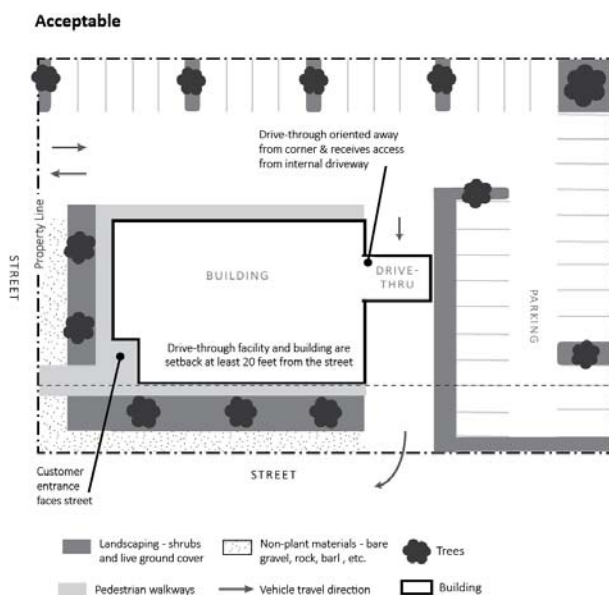 Acceptable
Drive-through oriented away
from corner & receives access
from internal driveway
Property Line
STREET
BUILDING
DRIVE-
THRU
PARKING
Drive-through facility and building are
setback at least 20 feet from the street
Customer
entrance
faces street
STREET
Landscaping - shrubs
and live ground cover
Non-plant materials - bare
gravel, rock, barl , etc.
Trees
Pedestrian walkways
Vehicle travel direction
Building